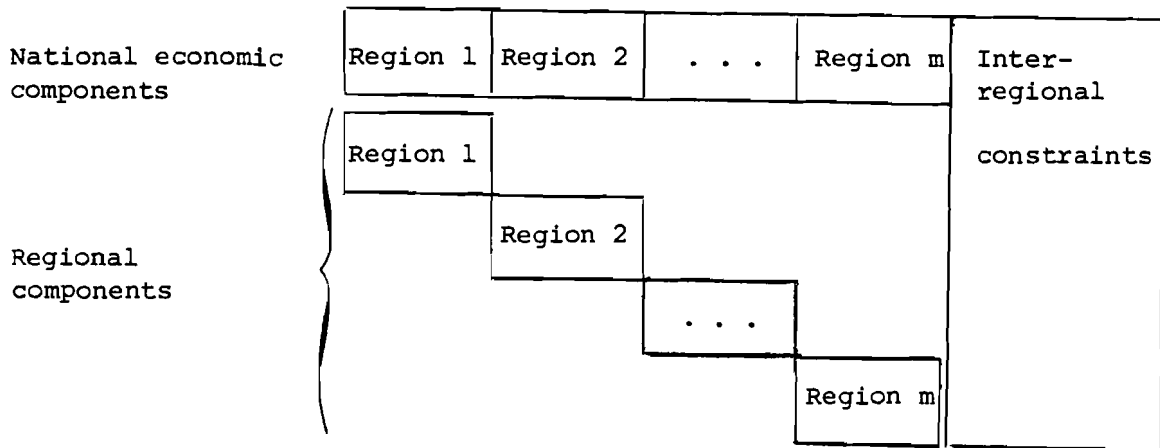 National economic components
Region 1 Region 2 . . . Region m
Inter-
regional
constraints
Region 1
Region 2
Regional
components
. . .
Region m